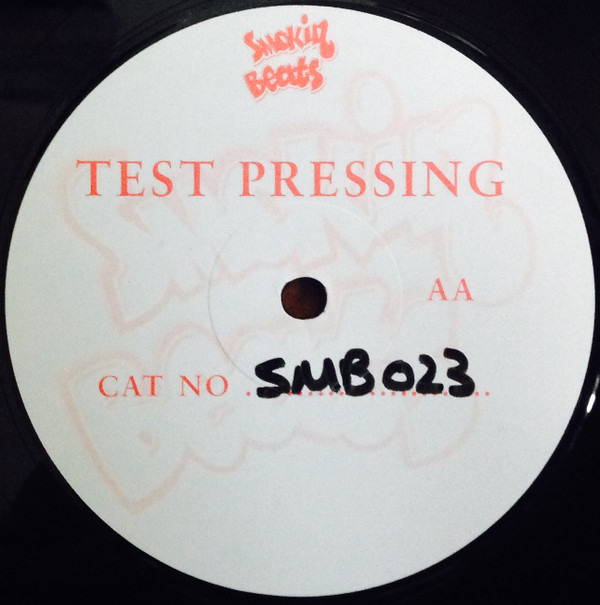 Smokin
Beats
TEST PRESSING
AA
CAT NO ........................ SMB023